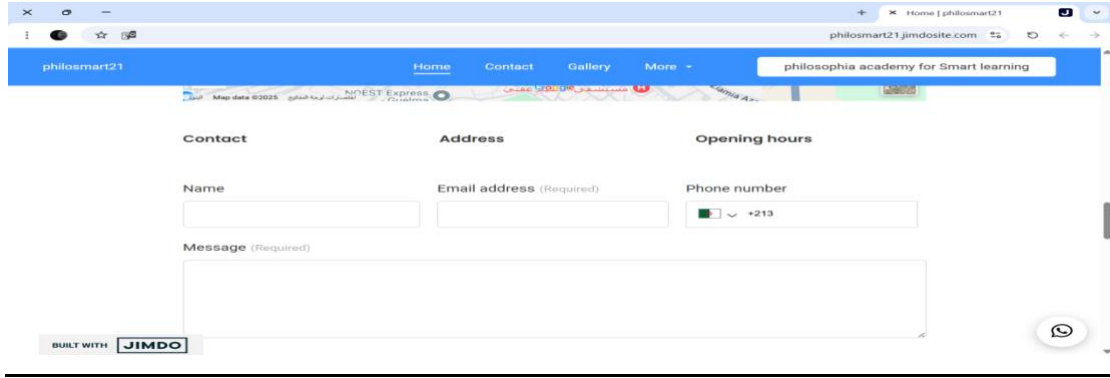 Home | philosmart21
philosmart21.jimdosite.com
philosmart21
Home Contact Gallery More
philosophia academy for Smart learning
Map data ©2025
NOEST Express
Guelma
H
Contact Address Opening hours
Name Email address (Required) Phone number
+213
Message (Required)
BUILT WITH JIMDO